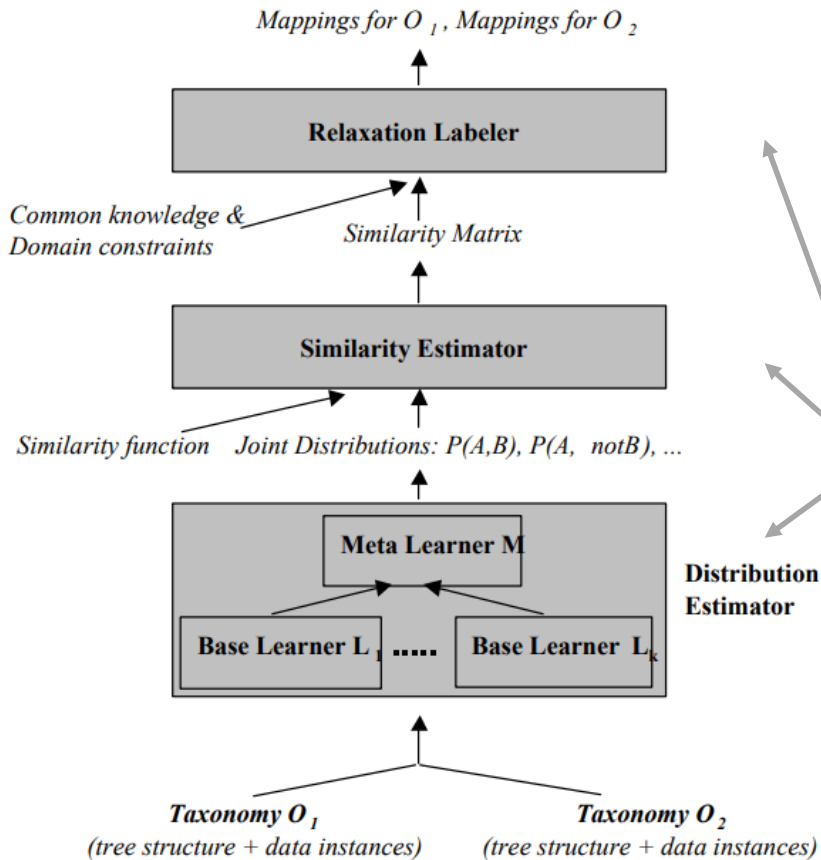 Mappings for O 1 , Mappings for O 2
Relaxation Labeler
Common knowledge &
Domain constraints
Similarity Matrix
Similarity Estimator
Similarity function Joint Distributions: P(A,B), P(A, notB), ...
Meta Learner M
Distribution
Estimator
Base Learner L 1 ..... Base Learner L k
Taxonomy O 1 Taxonomy O 2
(tree structure + data instances) (tree structure + data instances)